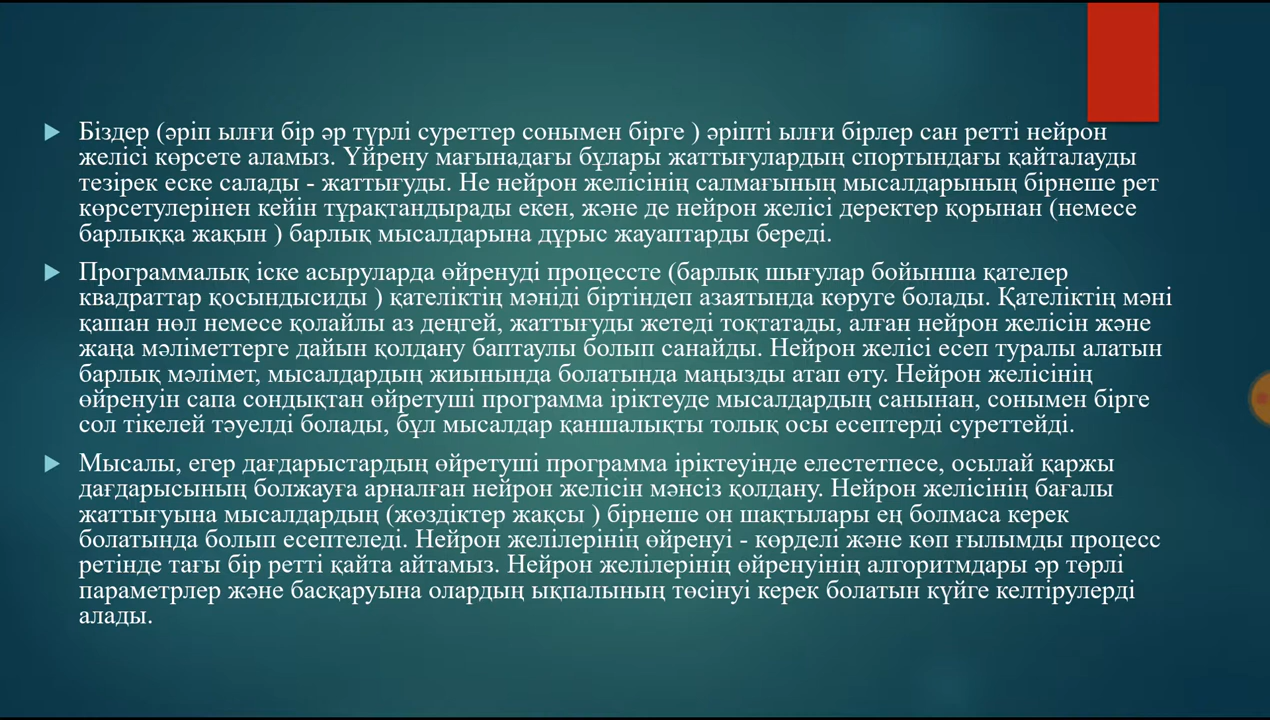 Біздер (әріп ылғи бір әр түрлі суреттер сонымен бірге ) әріпті ылғи бірлер сан ретті нейрон
желісі көрсете аламыз. Үйрену мағынадағы бұлары жаттығулардың спортындағы қайталауды
тезірек еске салады - жаттығуды. Не нейрон желісінің салмағының мысалдарының бірнеше рет
көрсетулерінен кейін тұрақтандырады екен, және де нейрон желісі деректер қорынан (немесе
барлыққа жақын ) барлық мысалдарына дұрыс жауаптарды береді.
Программалық іске асыруларда өйренуді процессте (барлық шығулар бойынша қателер
квадраттар қосындысиды ) қателіктің мәніді біртіндеп азаятында көруге болады. Қателіктің мәні
қашан нөл немесе қолайлы аз деңгей, жаттығуды жетеді тоқтатады, алған нейрон желісін және
жаңа мәліметтерге дайын қолдану баптаулы болып санайды. Нейрон желісі есеп туралы алатын
барлық мәлімет, мысалдардың жиынында болатында маңызды атап өту. Нейрон желісінің
өйренуін сапа сондықтан өйретуші программа іріктеуде мысалдардың санынан, сонымен бірге
сол тікелей тәуелді болады, бұл мысалдар қаншалықты толық осы есептерді суреттейді.
Мысалы, егер дағдарыстардың өйретуші программа іріктеуінде елестетпесе, осылай қаржы
дағдарысының болжауға арналған нейрон желісін мәнсіз қолдану. Нейрон желісінің бағалы
жаттығуына мысалдардың (жөздіктер жақсы ) бірнеше он шақтылары ең болмаса керек
болатында болып есептеледі. Нейрон желілерінің өйренуі - көрделі және көп ғылымды процесс
ретінде тағы бір ретті қайта айтамыз. Нейрон желілерінің өйренуінің алгоритмдары әр төрлі
параметрлер және басқаруына олардың ықпалының төсінуі керек болатын күйге келтірулерді
алады.